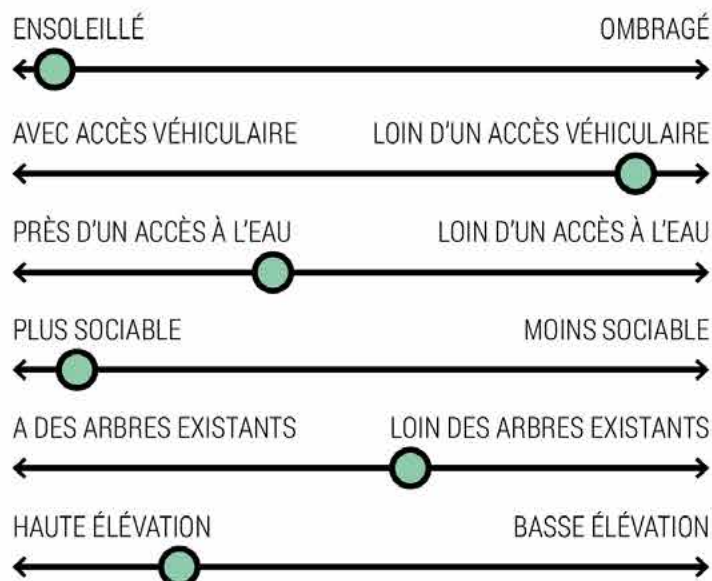 ENSOLEILLÉ OMBRAGÉ
AVEC ACCÈS VÉHICULAIRE LOIN D'UN ACCÈS VÉHICULAIRE
PRÈS D'UN ACCÈS À L'EAU LOIN D'UN ACCÈS À L'EAU
PLUS SOCIABLE MOINS SOCIABLE
A DES ARBRES EXISTANTS LOIN DES ARBRES EXISTANTS
HAUTE ÉLÉVATION BASSE ÉLÉVATION